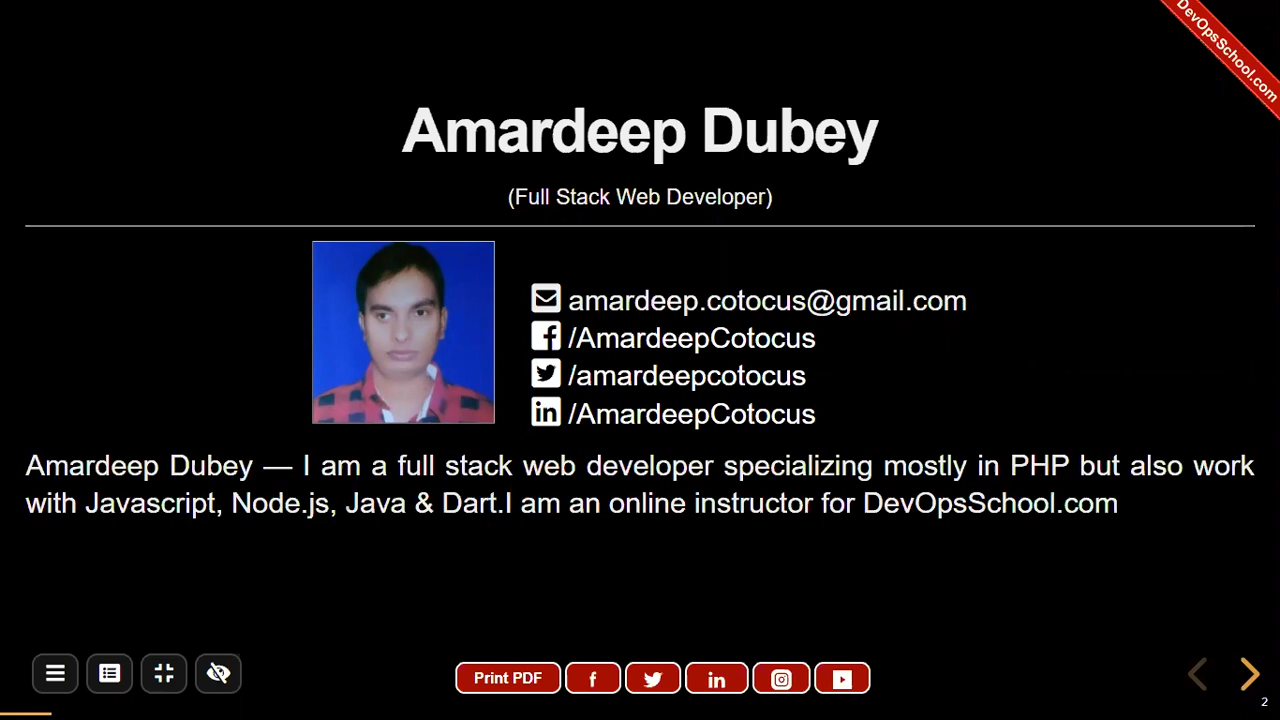 DevOpsSchool.com
Amardeep Dubey
(Full Stack Web Developer)
amardeep.cotocus@gmail.com
/AmardeepCotocus
/amardeepcotocus
/AmardeepCotocus
Amardeep Dubey — I am a full stack web developer specializing mostly in PHP but also work
with Javascript, Node.js, Java & Dart.I am an online instructor for DevOpsSchool.com
Print PDF
2